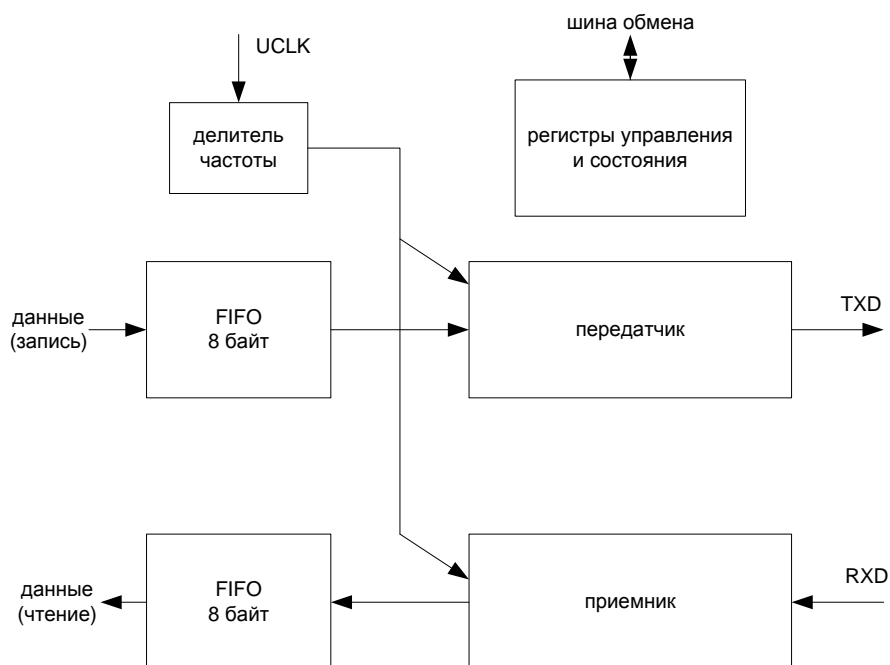 шина обмена
UCLK
делитель
частоты
регистры управления
и состояния
данные
(запись)
FIFO
8 байт
передатчик
TXD
данные
(чтение)
FIFO
8 байт
приемник
RXD